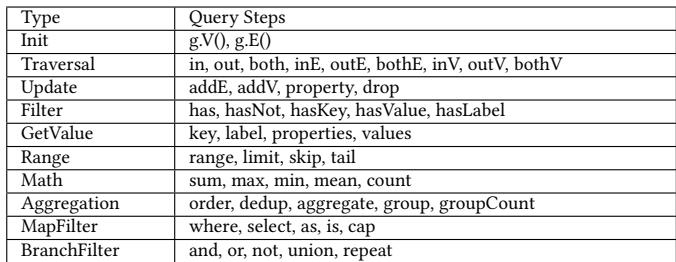 Type Query Steps
Init g.V(), g.E()
Traversal in, out, both, inE, outE, bothE, inV, outV, bothV
Update addE, addV, property, drop
Filter has, hasNot, hasKey, hasValue, hasLabel
GetValue key, label, properties, values
Range range, limit, skip, tail
Math sum, max, min, mean, count
Aggregation order, dedup, aggregate, group, groupCount
MapFilter where, select, as, is, cap
BranchFilter and, or, not, union, repeat